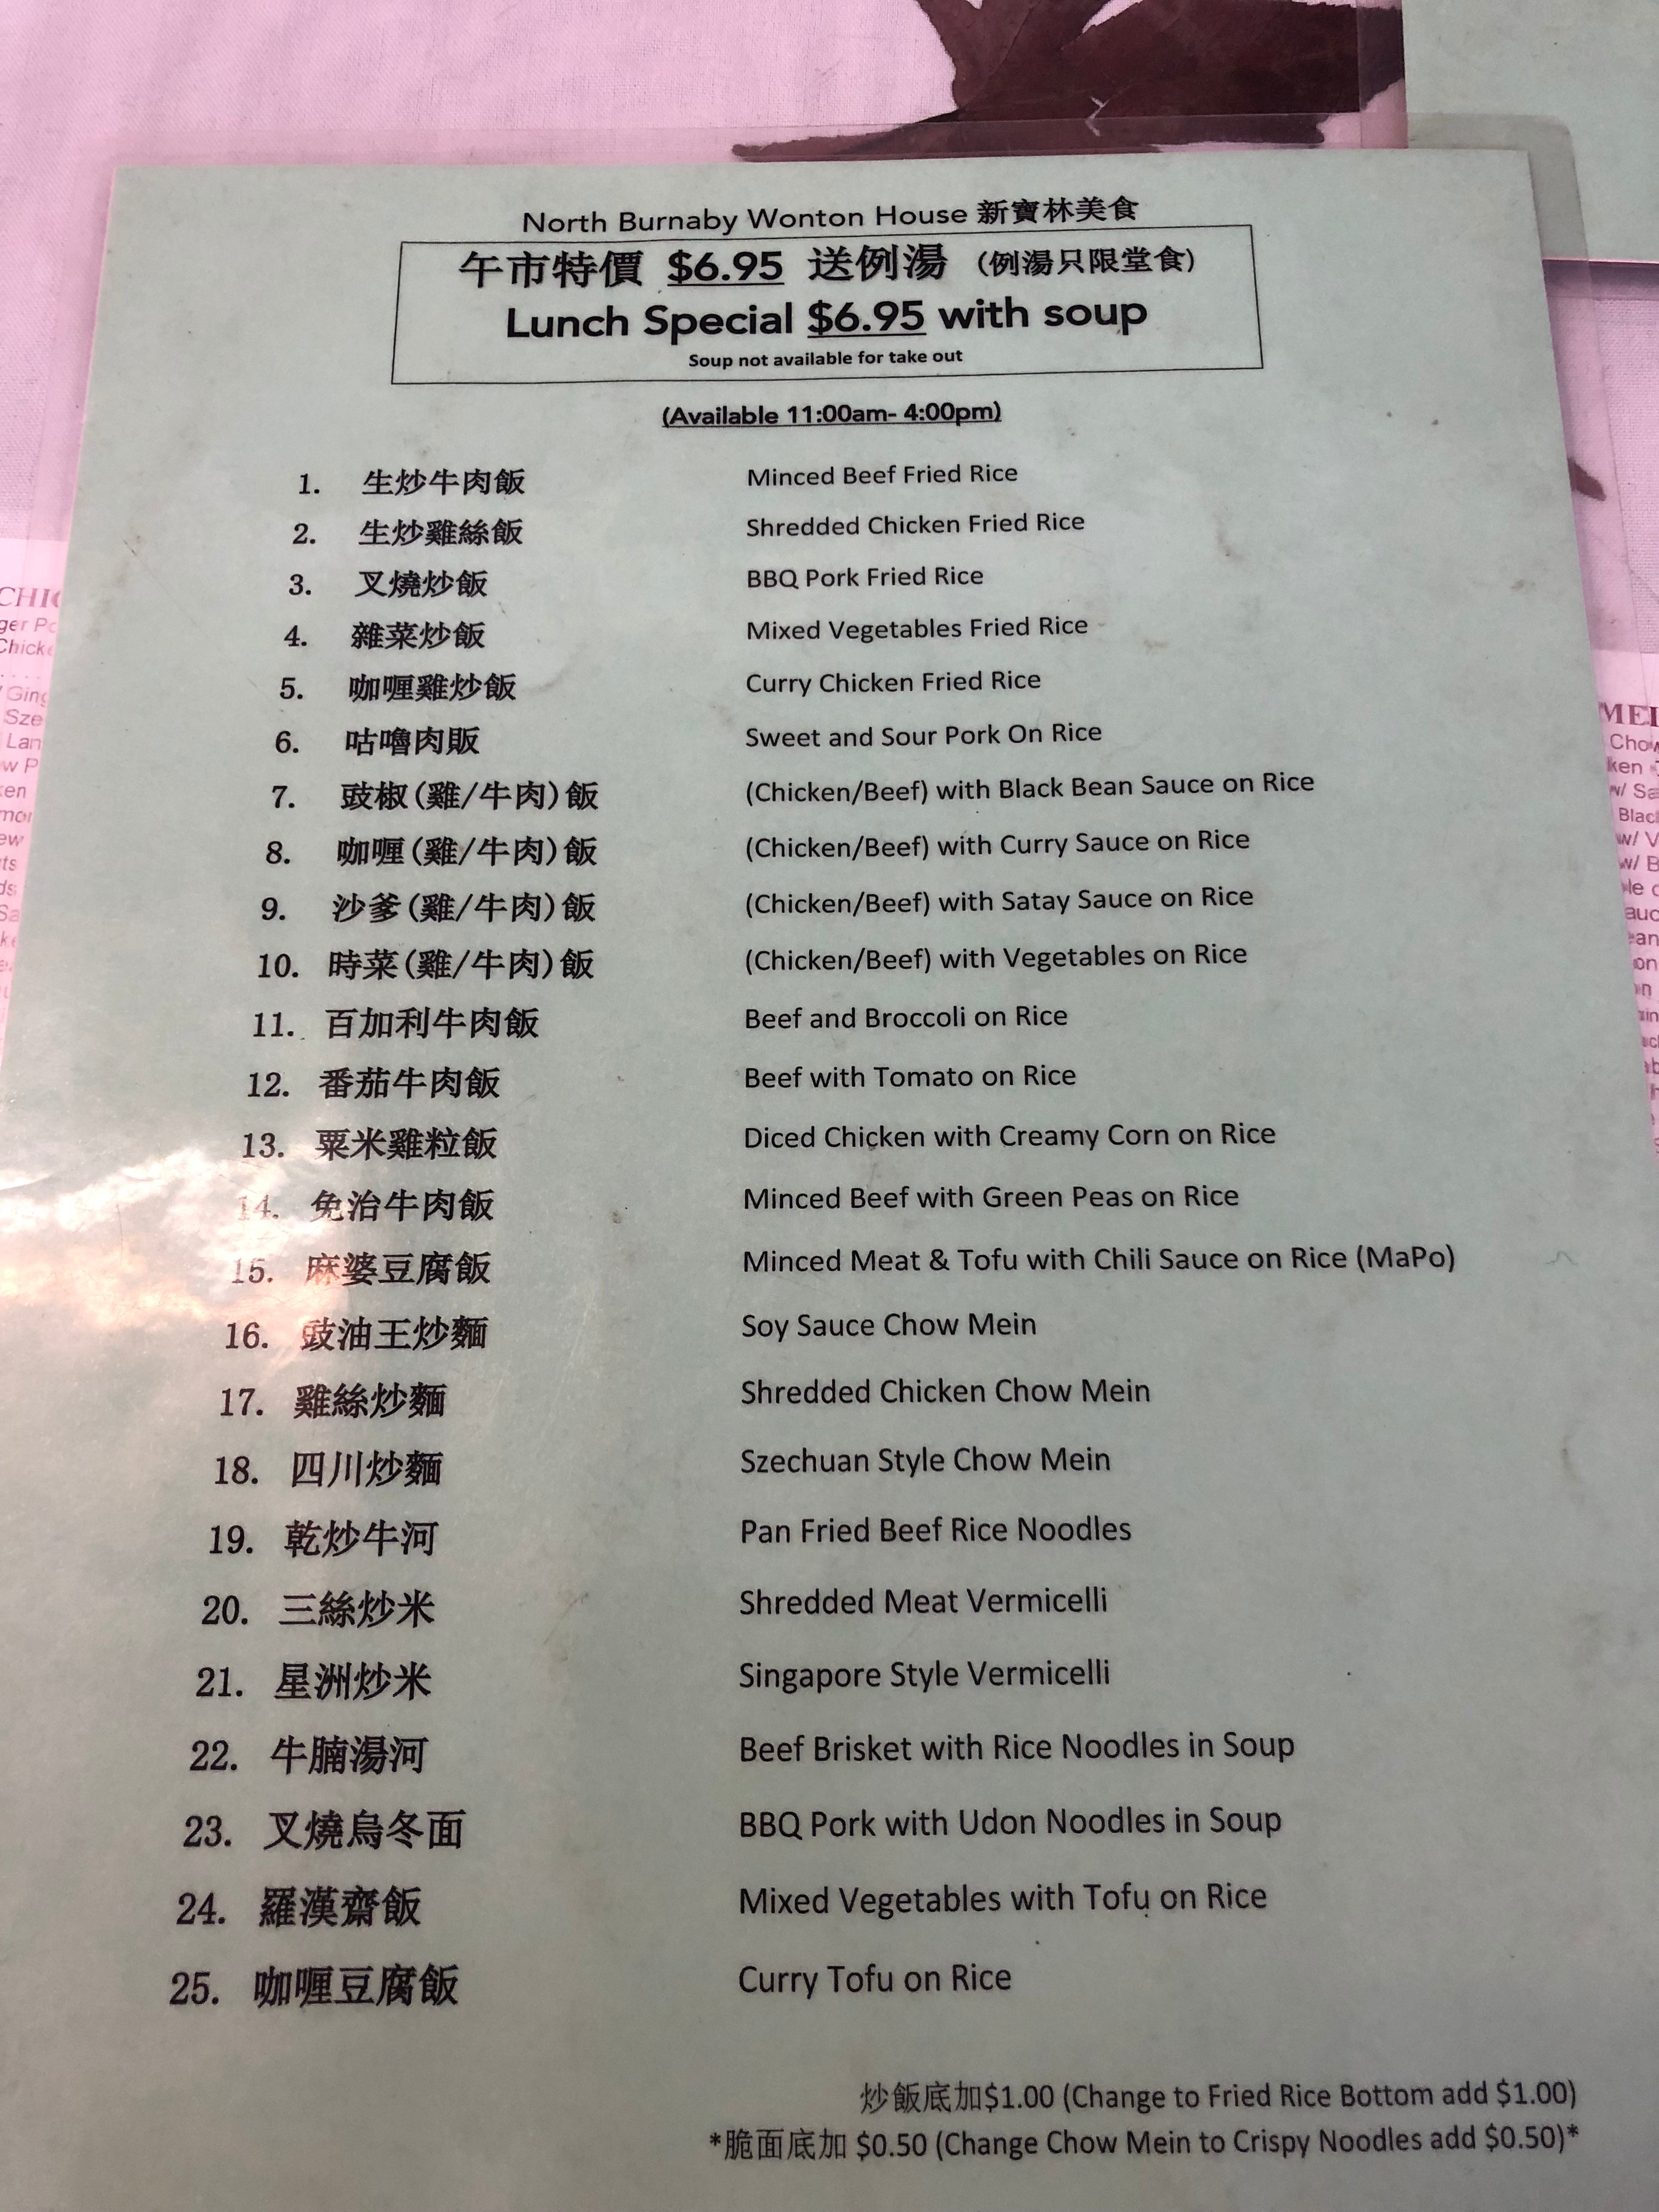 North Burnaby Wonton House 新寶林美食
午市特價 $6.95 送例湯 (例湯只限堂食)
Lunch Special $6.95 with soup
Soup not available for take out
(Available 11:00am- 4:00pm)
1. 生炒牛肉飯 Minced Beef Fried Rice
2. 生炒雞絲飯 Shredded Chicken Fried Rice
3. 叉燒炒飯 BBQ Pork Fried Rice
4. 雜菜炒飯 Mixed Vegetables Fried Rice
5. 咖喱雞炒飯 Curry Chicken Fried Rice
6. 咕嚕肉販 Sweet and Sour Pork On Rice
7. 豉椒(雞/牛肉)飯 (Chicken/Beef) with Black Bean Sauce on Rice
8. 咖喱(雞/牛肉)飯 (Chicken/Beef) with Curry Sauce on Rice
9. 沙爹(雞/牛肉)飯 (Chicken/Beef) with Satay Sauce on Rice
10. 時菜(雞/牛肉)飯 (Chicken/Beef) with Vegetables on Rice
11. 百加利牛肉飯 Beef and Broccoli on Rice
12. 番茄牛肉飯 Beef with Tomato on Rice
13. 粟米雞粒飯 Diced Chicken with Creamy Corn on Rice
14. 免治牛肉飯 Minced Beef with Green Peas on Rice
15. 麻婆豆腐飯 Minced Meat & Tofu with Chili Sauce on Rice (MaPo)
16. 豉油王炒麵 Soy Sauce Chow Mein
17. 雞絲炒麵 Shredded Chicken Chow Mein
18. 四川炒麵 Szechuan Style Chow Mein
19. 乾炒牛河 Pan Fried Beef Rice Noodles
20. 三絲炒米 Shredded Meat Vermicelli
21. 星洲炒米 Singapore Style Vermicelli
22. 牛腩湯河 Beef Brisket with Rice Noodles in Soup
23. 叉燒烏冬面 BBQ Pork with Udon Noodles in Soup
24. 羅漢齋飯 Mixed Vegetables with Tofu on Rice
25. 咖喱豆腐飯 Curry Tofu on Rice
炒飯底加$1.00 (Change to Fried Rice Bottom add $1.00)
*脆面底加 $0.50 (Change Chow Mein to Crispy Noodles add $0.50)*